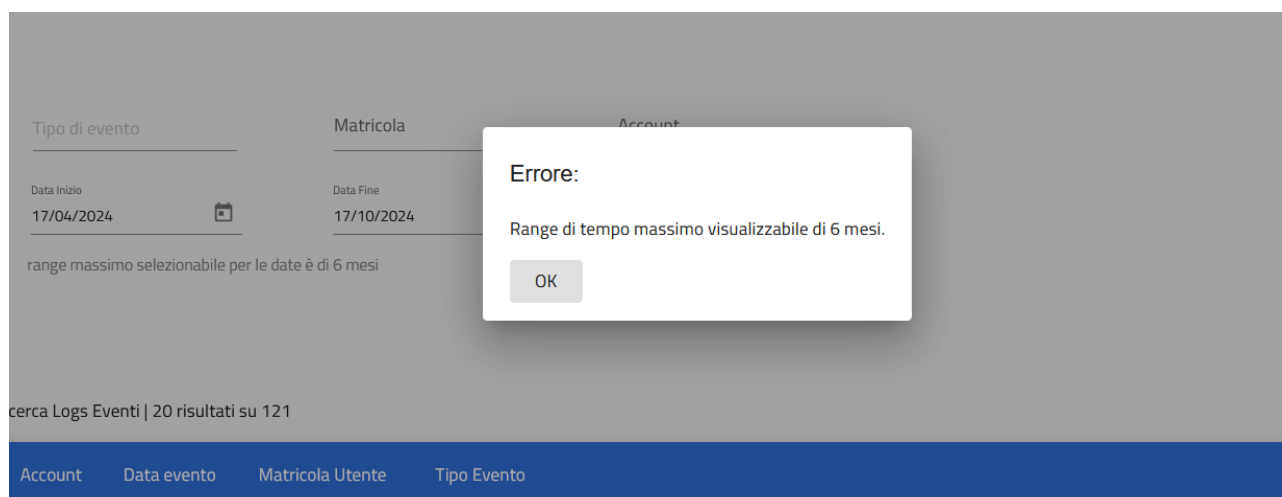 Tipo di evento
Matricola
Account
Data Inizio
17/04/2024
Data Fine
17/10/2024
range massimo selezionabile per le date è di 6 mesi
Errore:
Range di tempo massimo visualizzabile di 6 mesi.
OK
cerca Logs Eventi | 20 risultati su 121
Account Data evento Matricola Utente Tipo Evento